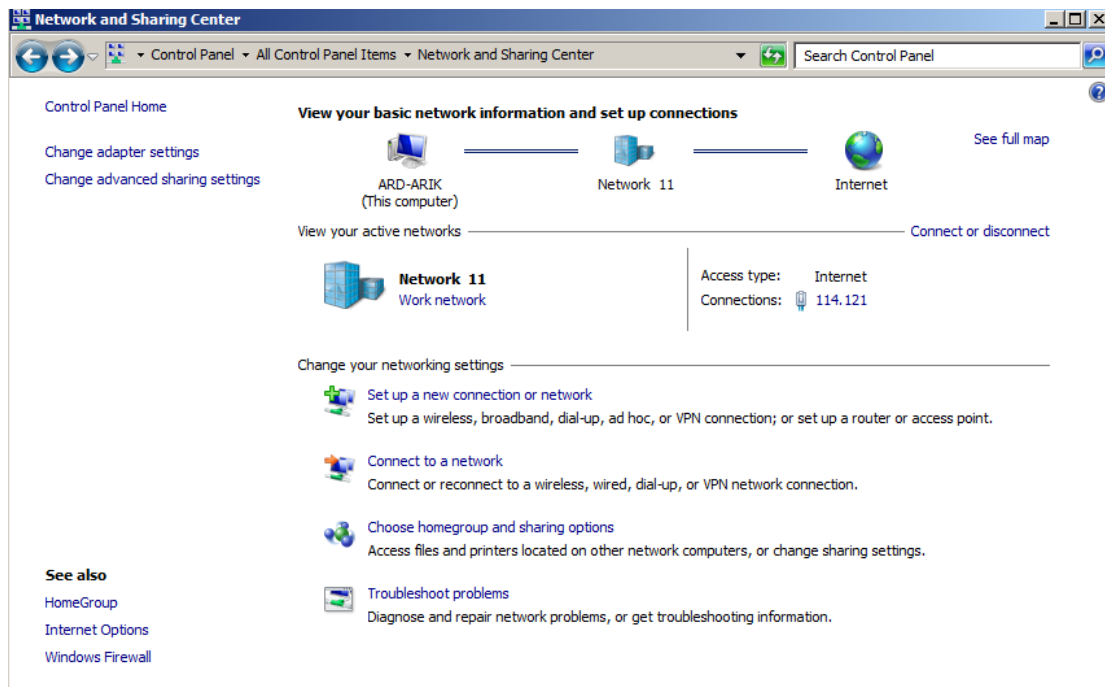 Network and Sharing Center
Control Panel All Control Panel Items Network and Sharing Center
Search Control Panel
Control Panel Home
Change adapter settings
Change advanced sharing settings
See also
HomeGroup
Internet Options
Windows Firewall
View your basic network information and set up connections
See full map
ARD-ARIK
(This computer)
Network 11
Internet
View your active networks
Connect or disconnect
Network 11
Work network
Access type: Internet
Connections: 114.121
Change your networking settings
Set up a new connection or network
Set up a wireless, broadband, dial-up, ad hoc, or VPN connection; or set up a router or access point.
Connect to a network
Connect or reconnect to a wireless, wired, dial-up, or VPN network connection.
Choose homegroup and sharing options
Access files and printers located on other network computers, or change sharing settings.
Troubleshoot problems
Diagnose and repair network problems, or get troubleshooting information.